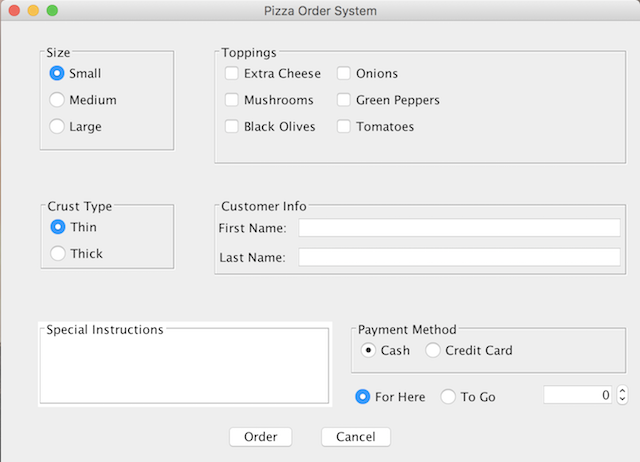 Pizza Order System
Size
Small
Medium
Large
Toppings
Extra Cheese
Onions
Mushrooms
Green Peppers
Black Olives
Tomatoes
Crust Type
Thin
Thick
Customer Info
First Name:
Last Name:
Special Instructions
Payment Method
Cash
Credit Card
For Here
To Go
0
Order
Cancel